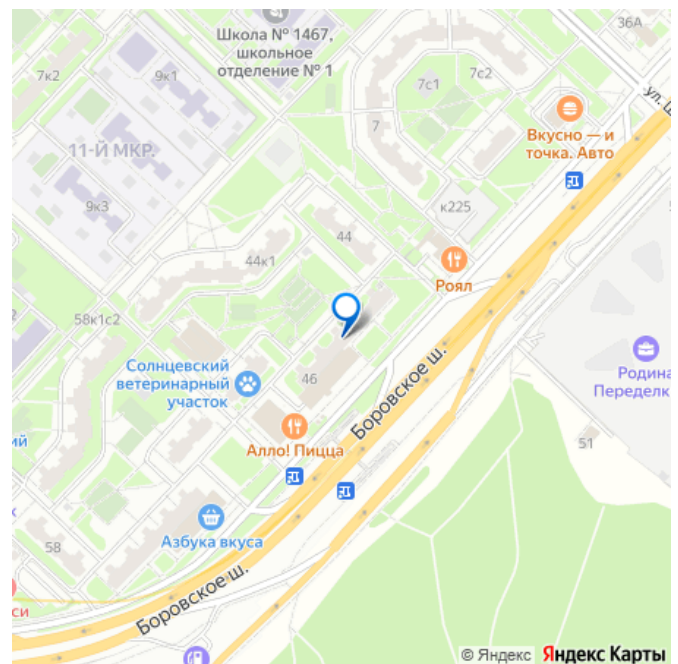 36А
Школа № 1467,
школьное
отделение № 1
7к2
9к1
7с1
7с2
Вкусно — и
точка. Авто
7
11-Й МКР.
9к3
к225
44
44к1
Роял
58к1с2
Солнцевский
ветеринарный
участок
46
Родина
Переделк
Боровское ш.
Алло! Пицца
51
ий
к
Азбука вкуса
58
си
Боровское ш.
© Яндекс Яндекс Карты